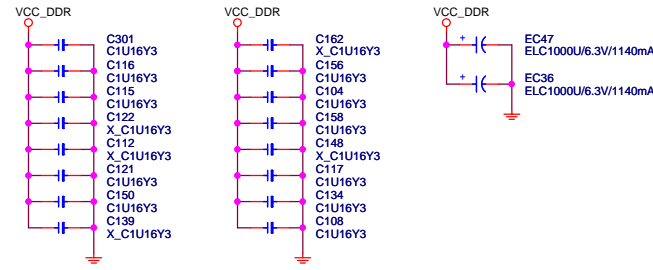 VCC_DDR
C301
C1U16Y3
C116
C1U16Y3
C115
C1U16Y3
C122
X_C1U16Y3
C112
X_C1U16Y3
C121
C1U16Y3
C150
C1U16Y3
C139
X_C1U16Y3
VCC_DDR
C162
X_C1U16Y3
C156
C1U16Y3
C104
C1U16Y3
C158
C1U16Y3
C148
X_C1U16Y3
C117
C1U16Y3
C134
C1U16Y3
C108
C1U16Y3
VCC_DDR
+
EC47
ELC1000U/6.3V/1140mA
+
EC36
ELC1000U/6.3V/1140mA